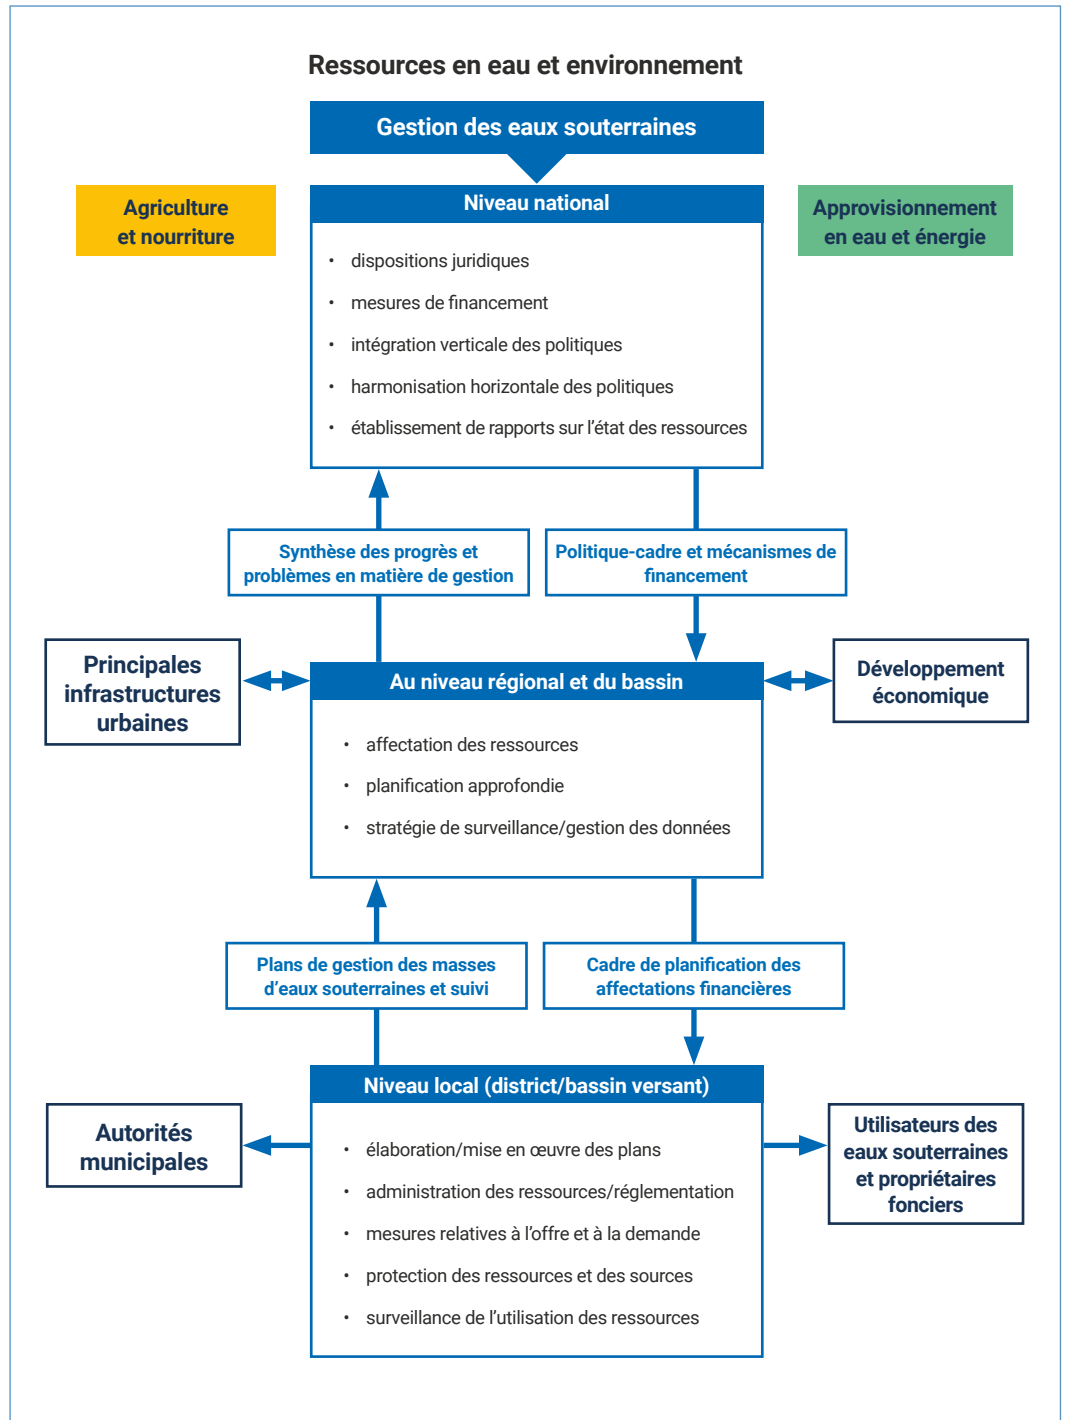 Ressources en eau et environnement
Gestion des eaux souterraines
Agriculture
et nourriture
Niveau national
Approvisionnement
en eau et énergie
• dispositions juridiques
• mesures de financement
• intégration verticale des politiques
• harmonisation horizontale des politiques
• établissement de rapports sur l’état des ressources
Synthèse des progrès et
problèmes en matière de gestion
Politique-cadre et mécanismes de
financement
Principales
infrastructures
urbaines
Au niveau régional et du bassin
Développement
économique
• affectation des ressources
• planification approfondie
• stratégie de surveillance/gestion des données
Plans de gestion des masses
d’eaux souterraines et suivi
Cadre de planification des
affectations financières
Niveau local (district/bassin versant)
Autorités
municipales
• élaboration/mise en œuvre des plans
• administration des ressources/réglementation
• mesures relatives à l’offre et à la demande
• protection des ressources et des sources
• surveillance de l’utilisation des ressources
Utilisateurs des
eaux souterraines
et propriétaires
fonciers